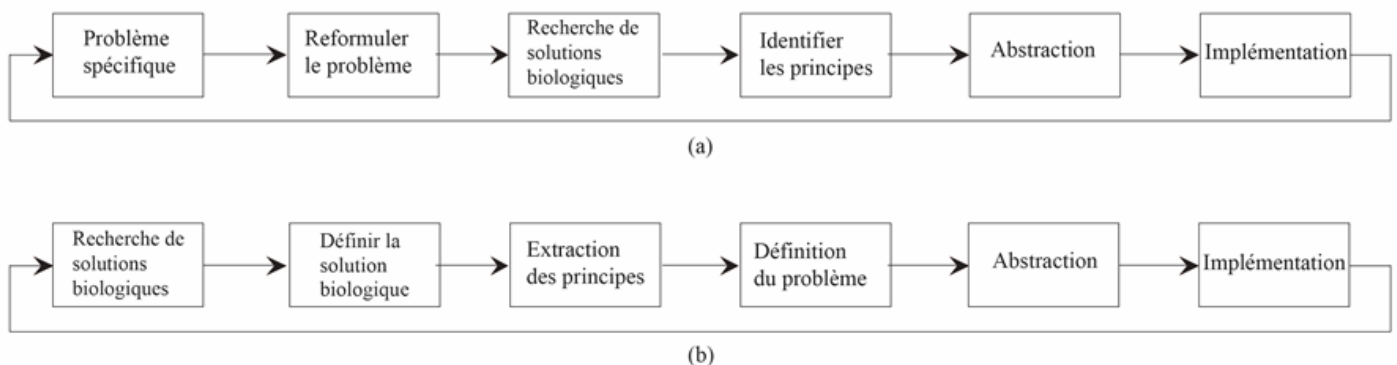 Problème
spécifique
Reformuler
le problème
Recherche de
solutions
biologiques
Identifier
les principes
Abstraction
Implémentation
(a)
Recherche de
solutions
biologiques
Définir la
solution
biologique
Extraction
des principes
Définition
du problème
Abstraction
Implémentation
(b)